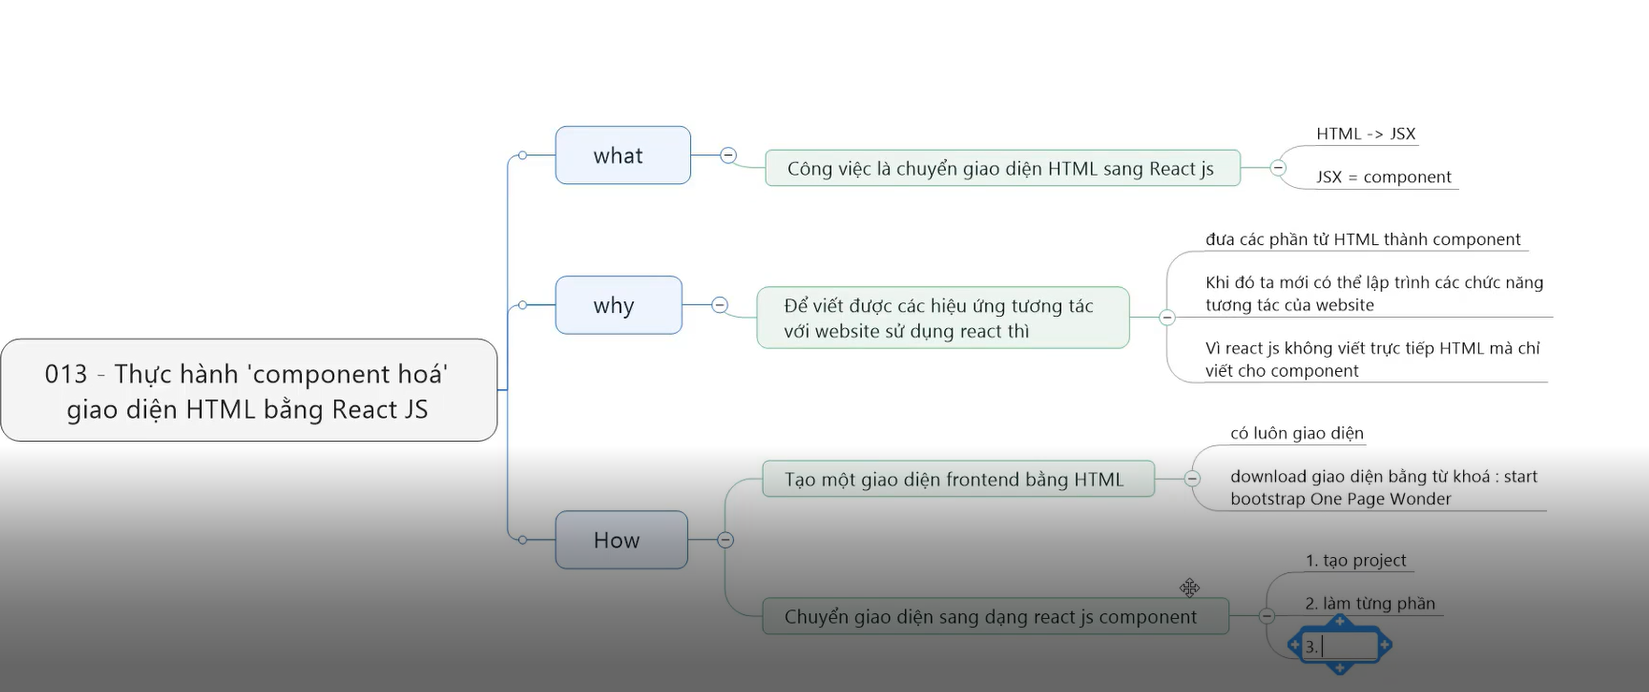 what
Công việc là chuyển giao diện HTML sang React js
HTML -> JSX
JSX = component
why
Để viết được các hiệu ứng tương tác
với website sử dụng react thì
đưa các phần tử HTML thành component
Khi đó ta mới có thể lập trình các chức năng
tương tác của website
Vì react js không viết trực tiếp HTML mà chỉ
viết cho component
013 - Thực hành 'component hoá'
giao diện HTML bằng React JS
How
Tạo một giao diện frontend bằng HTML
có luôn giao diện
download giao diện bằng từ khoá : start
bootstrap One Page Wonder
Chuyển giao diện sang dạng react js component
1. tạo project
2. làm từng phần
3.